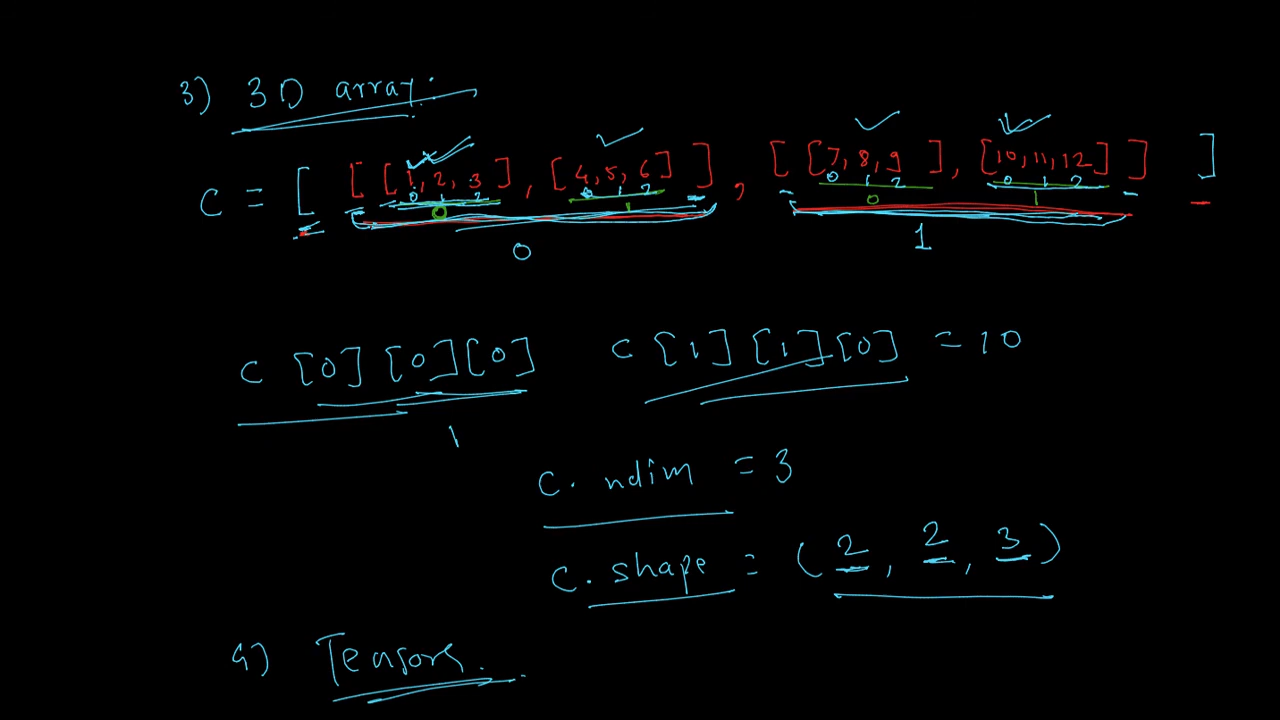 3) 3D array.
c = [ [ [1, 2, 3], [4, 5, 6] ], [ [7, 8, 9], [10, 11, 12] ] ]
0 1 2 0 1 2 0 1 2 0 1 2
0 1 0 1
0 1
c [0] [0] [0] c [1] [1] [0] = 10
1
c. ndim = 3
c. shape = (2, 2, 3)
4) Tensors.